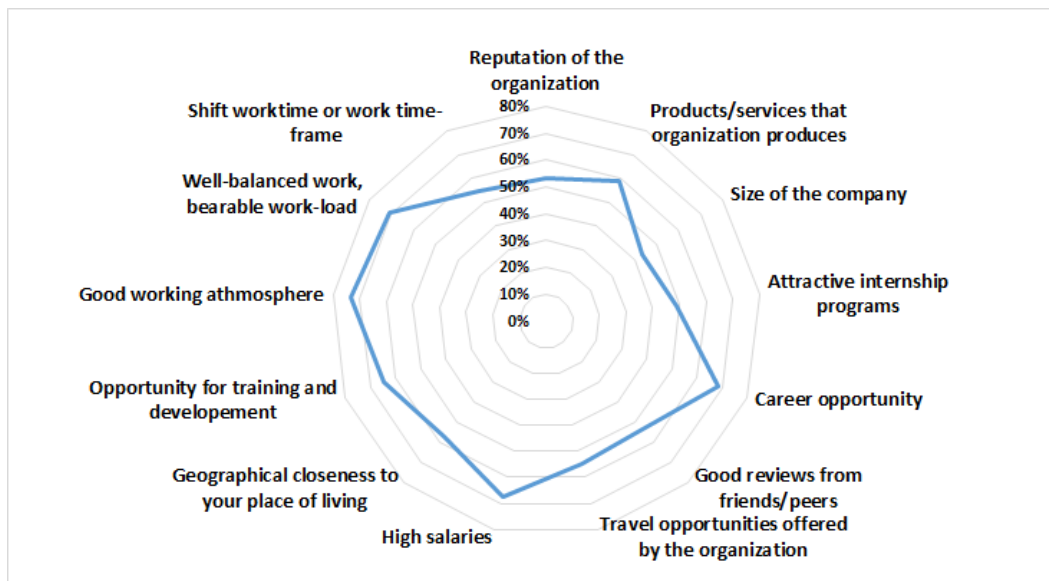 Reputation of the
organization
Products/services that
organization produces
Size of the company
Attractive internship
programs
Career opportunity
Good reviews from
friends/peers
Travel opportunities offered
by the organization
High salaries
Geographical closeness to
your place of living
Opportunity for training and
developement
Good working athmosphere
Well-balanced work,
bearable work-load
Shift worktime or work time-
frame
80%
70%
60%
50%
40%
30%
20%
10%
0%